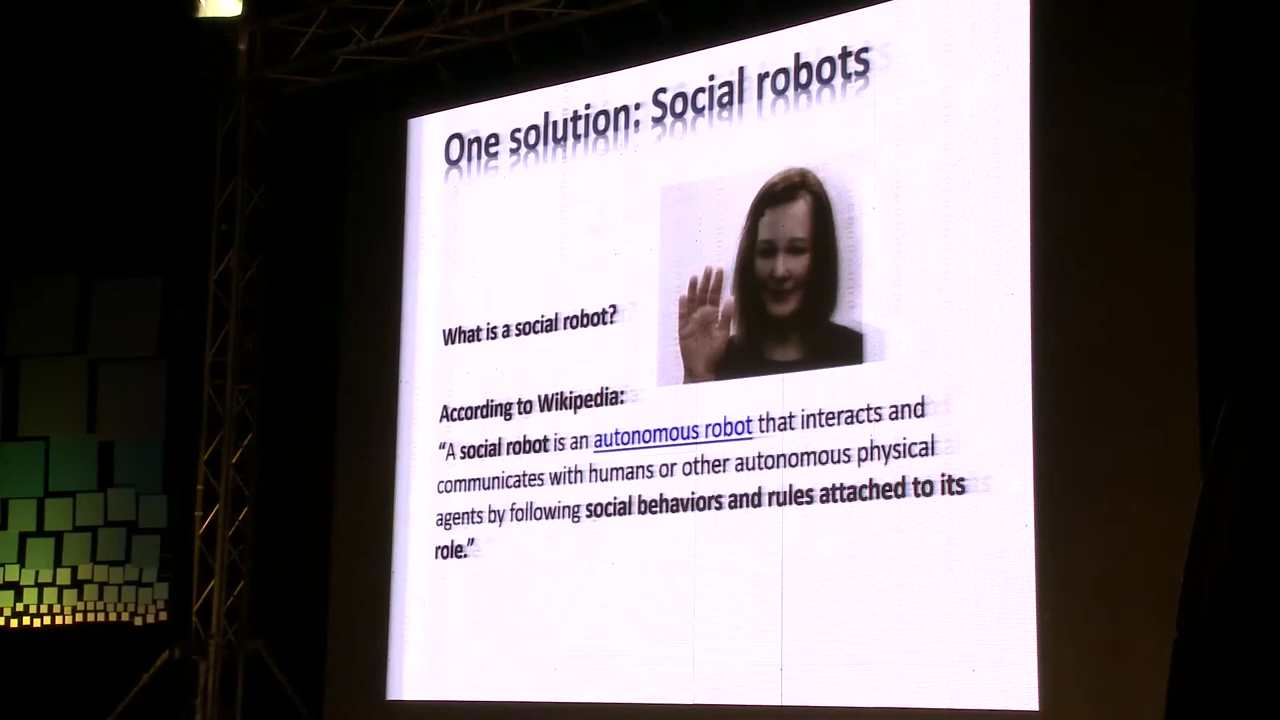 One solution: Social robots
What is a social robot?
According to Wikipedia:
“A social robot is an autonomous robot that interacts and
communicates with humans or other autonomous physical
agents by following social behaviors and rules attached to its
role.”